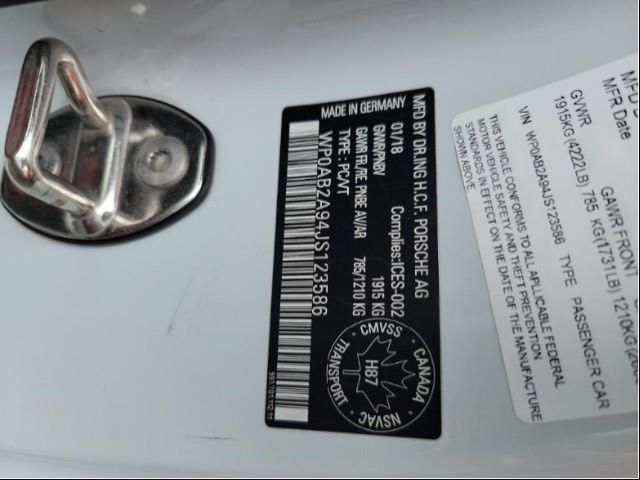 MFD BY DR.ING H.C.F. PORSCHE AG
01/18 Complies:ICES-002
GMWR/PNBV 1915 KG
GAWR FR./RE. PNBE AV/AR 785/1210 KG
TYPE: PC/VT
WP0AB2A94JS123586
MADE IN GERMANY
CANADA
CMVSS
NSVAC
TRANSPORT
H87
MFR Date
GVWR GAWR FRONT
1915KG (4222LB) 785 KG(1731LB) 1210KG
VIN WP0AB2A94JS123586 TYPE PASSENGER CAR
THIS VEHICLE CONFORMS TO ALL APLICABLE FEDERAL
MOTOR VEHICLE SAFETY AND THEFT PREVENTION
STANDARDS IN EFFECT ON THE DATE OF THE MANUFACTURE
SHOWN ABOVE